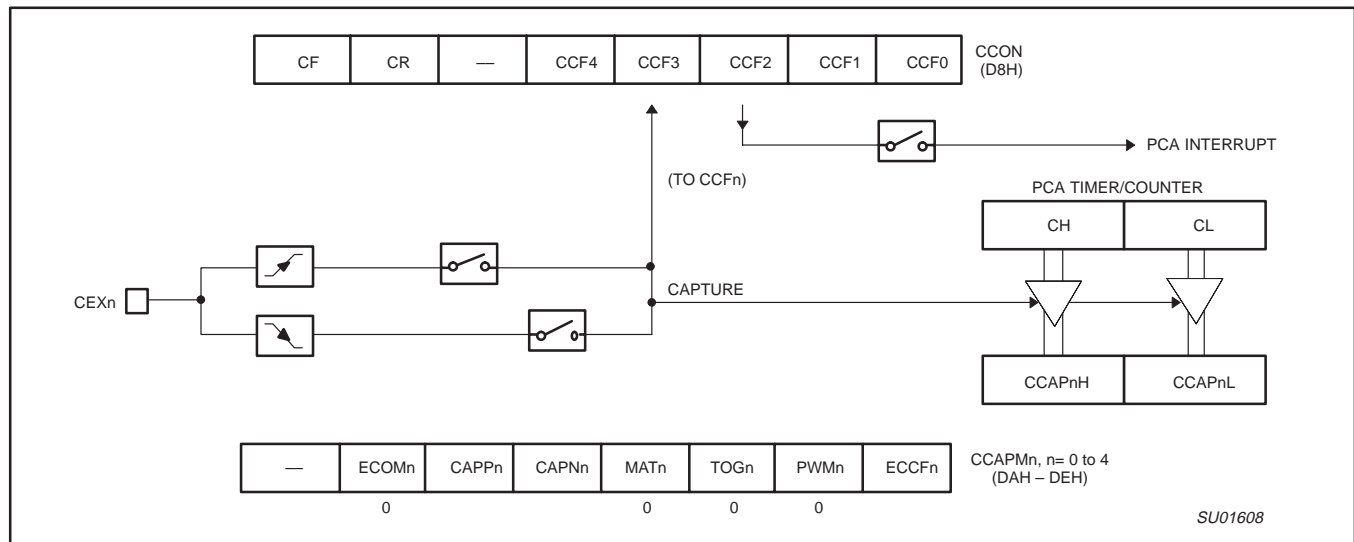 CF CR — CCF4 CCF3 CCF2 CCF1 CCF0
CCON
(D8H)
PCA INTERRUPT
(TO CCFn)
PCA TIMER/COUNTER
CH CL
CEXn
CAPTURE
CCAPnH CCAPnL
— ECOMn CAPPn CAPNn MATn TOGn PWMn ECCFn
CCAPMn, n= 0 to 4
(DAH – DEH)
0 0 0 0
SU01608